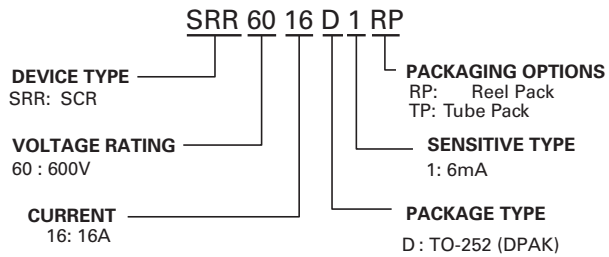 SRR 60 16 D 1 RP
DEVICE TYPE
SRR: SCR
VOLTAGE RATING
60 : 600V
CURRENT
16: 16A
PACKAGING OPTIONS
RP: Reel Pack
TP: Tube Pack
SENSITIVE TYPE
1: 6mA
PACKAGE TYPE
D : TO-252 (DPAK)